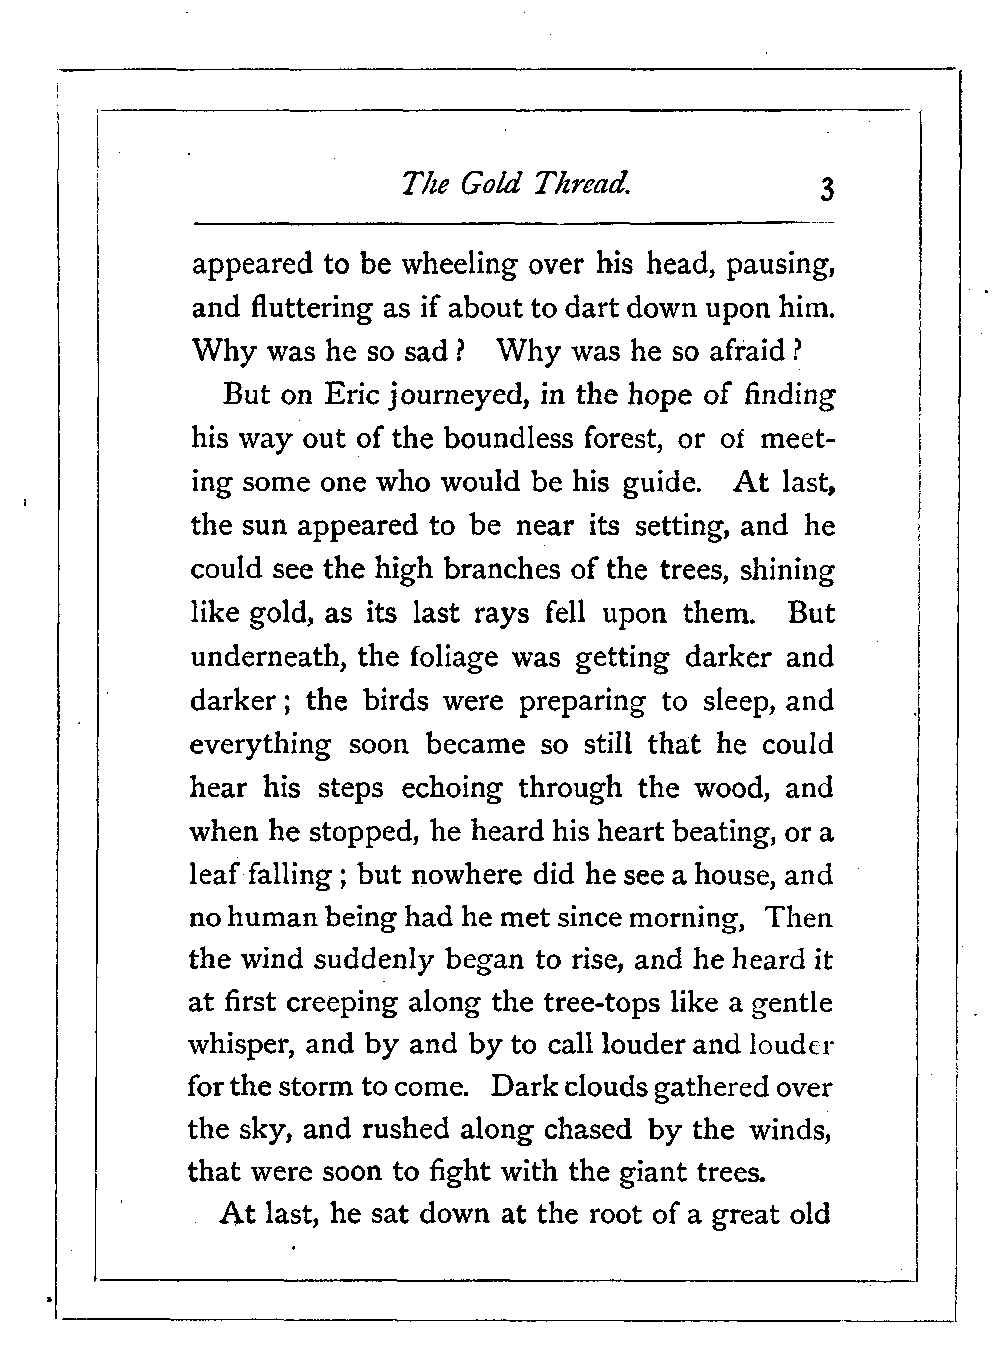 The Gold Thread. 3
appeared to be wheeling over his head, pausing,
and fluttering as if about to dart down upon him.
Why was he so sad? Why was he so afraid?
But on Eric journeyed, in the hope of finding
his way out of the boundless forest, or of meet-
ing some one who would be his guide. At last,
the sun appeared to be near its setting, and he
could see the high branches of the trees, shining
like gold, as its last rays fell upon them. But
underneath, the foliage was getting darker and
darker; the birds were preparing to sleep, and
everything soon became so still that he could
hear his steps echoing through the wood, and
when he stopped, he heard his heart beating, or a
leaf falling; but nowhere did he see a house, and
no human being had he met since morning, Then
the wind suddenly began to rise, and he heard it
at first creeping along the tree-tops like a gentle
whisper, and by and by to call louder and louder
for the storm to come. Dark clouds gathered over
the sky, and rushed along chased by the winds,
that were soon to fight with the giant trees.
At last, he sat down at the root of a great old